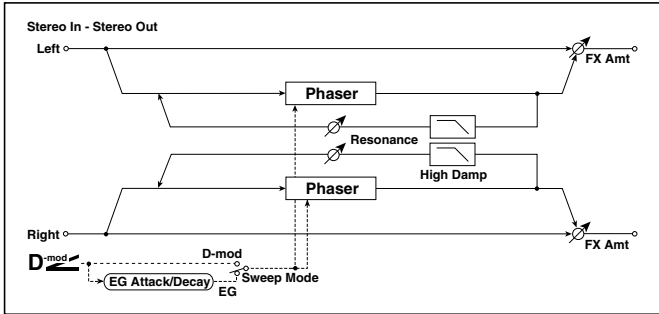 Stereo In - Stereo Out
Left
FX Amt
Phaser
Resonance
High Damp
Phaser
Right
FX Amt
D-mod
D-mod
Sweep Mode
EG Attack/Decay
EG